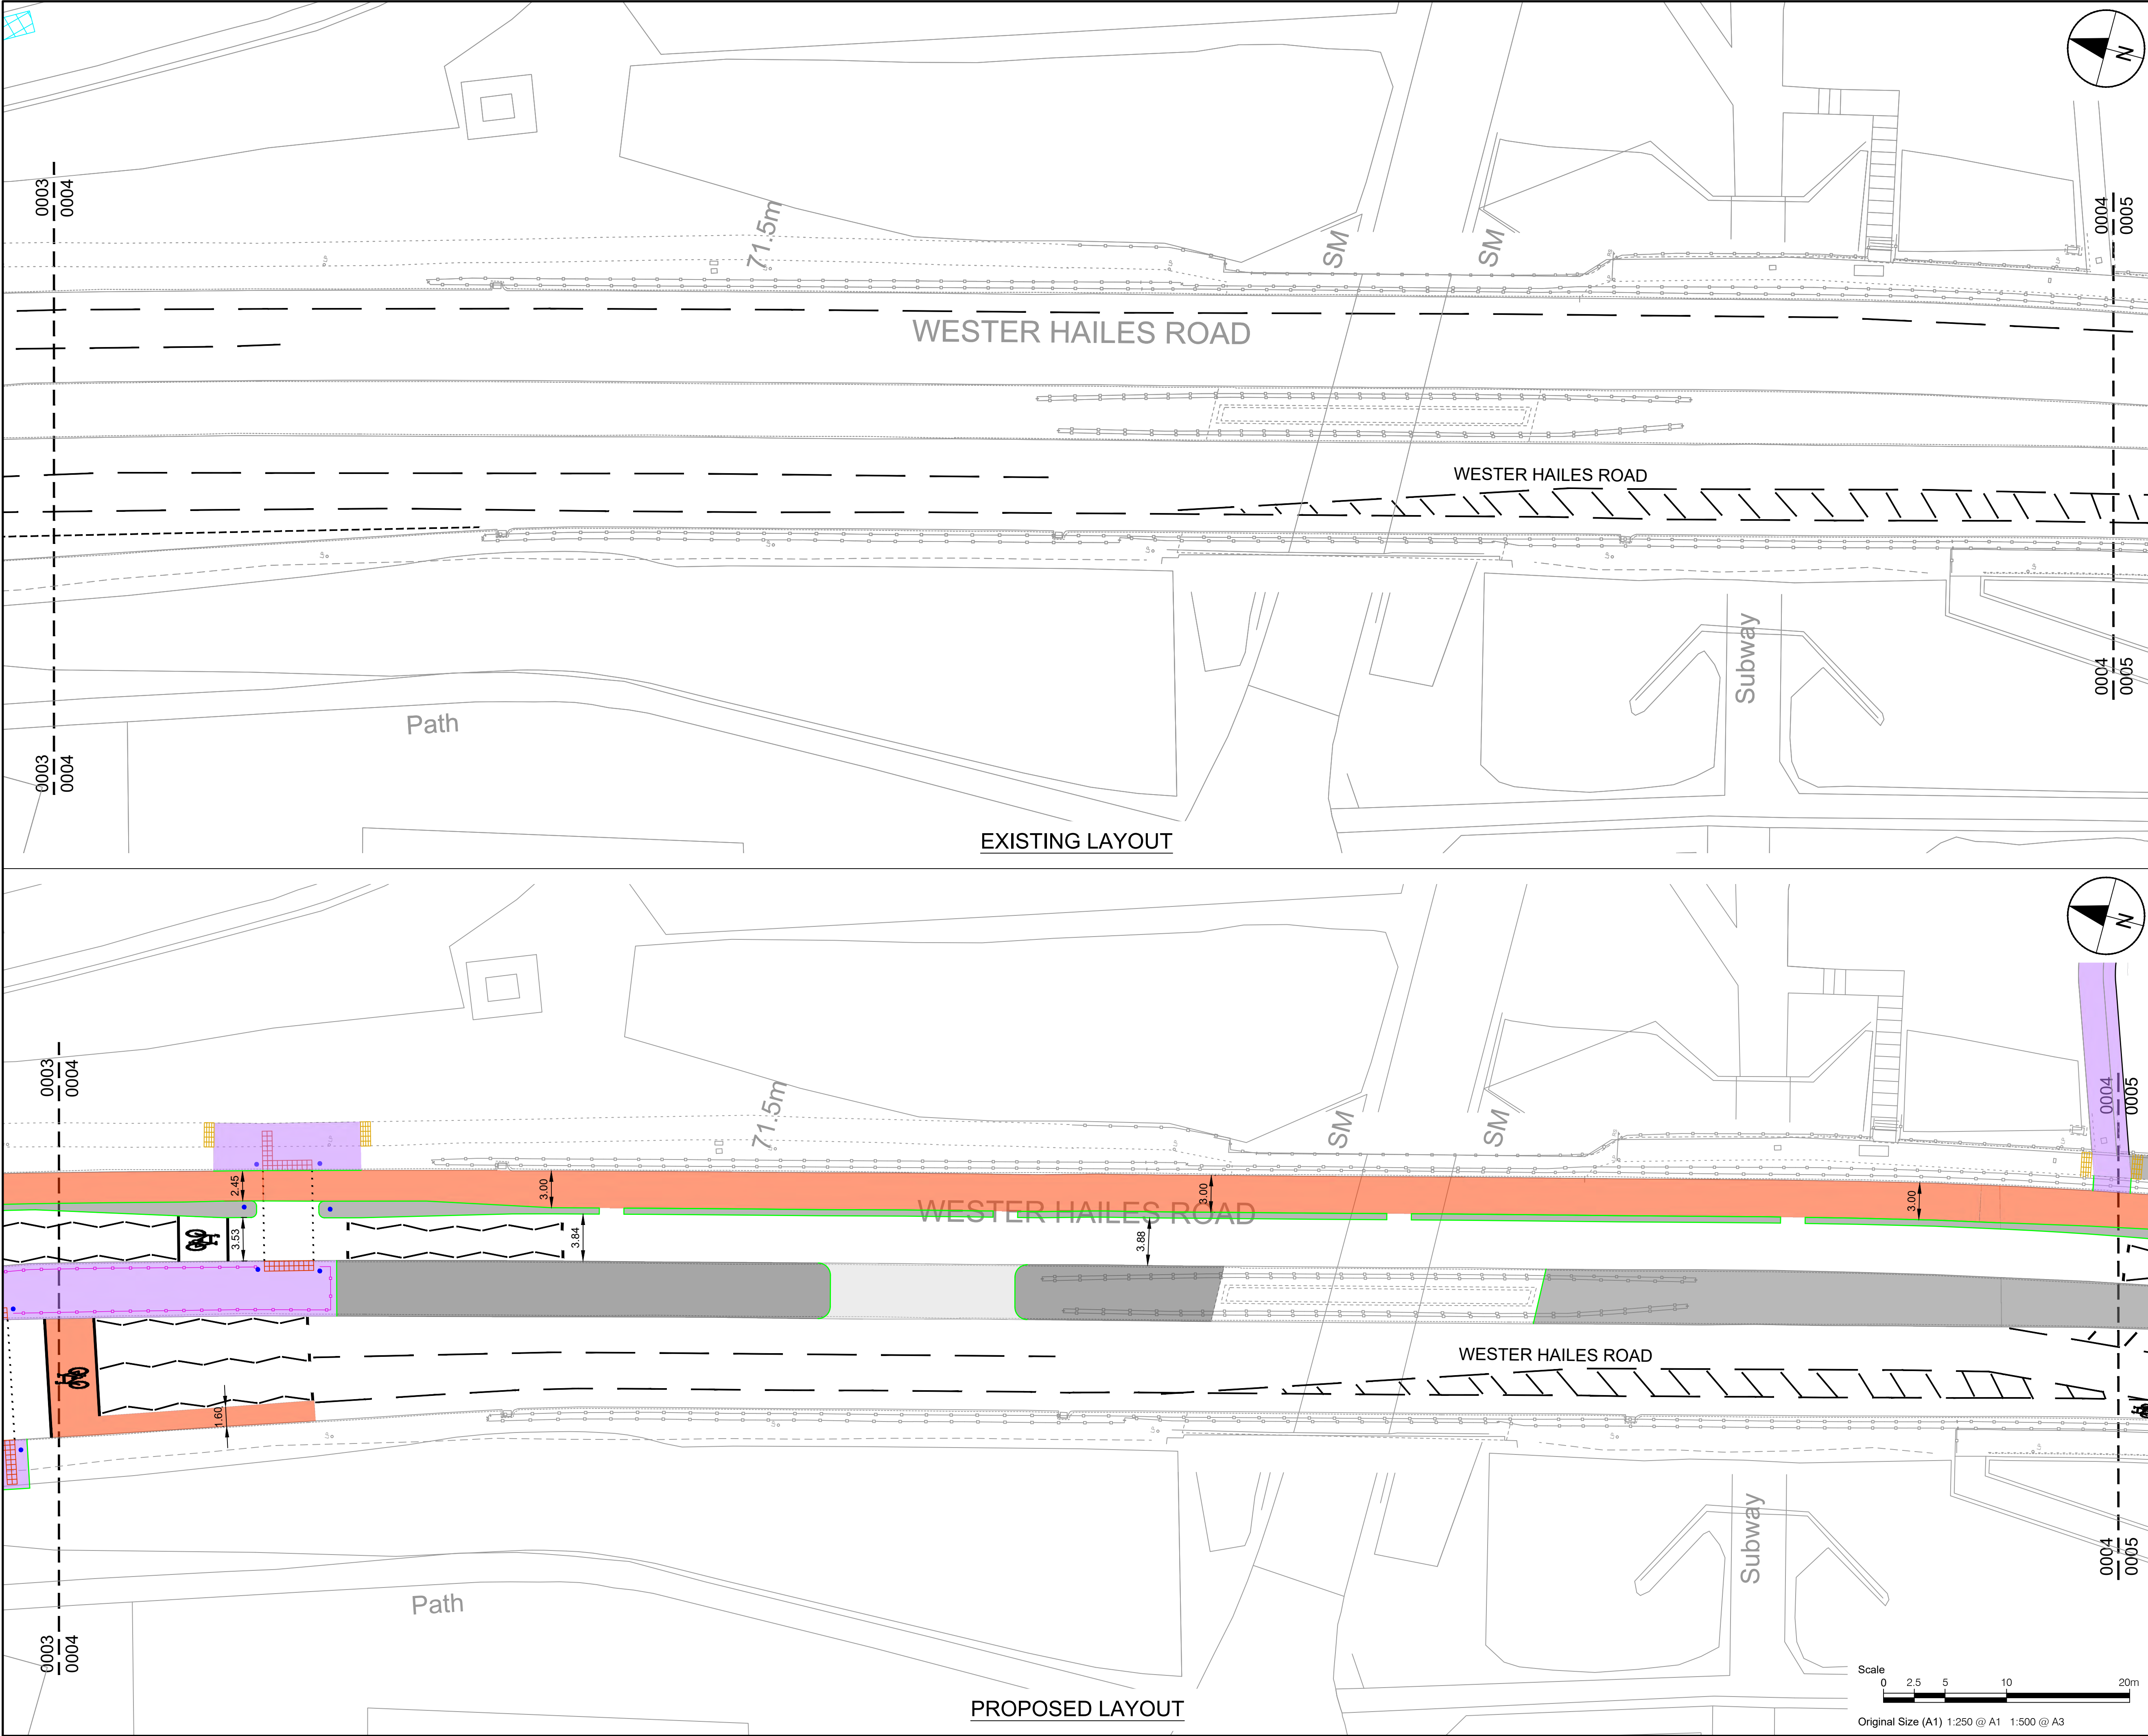 N
0003
0004
0004
0005
71.5m
SM
SM
WESTER HAILES ROAD
WESTER HAILES ROAD
Subway
0004
0005
Path
0003
0004
EXISTING LAYOUT
N
0003
0004
0004
0005
71.5m
SM
SM
2.45
3.00
3.00
3.00
WESTER HAILES ROAD
3.53
3.84
3.88
WESTER HAILES ROAD
1.60
Subway
0004
0005
Path
0003
0004
Scale
0 2.5 5 10 20m
PROPOSED LAYOUT
Original Size (A1) 1:250 @ A1 1:500 @ A3